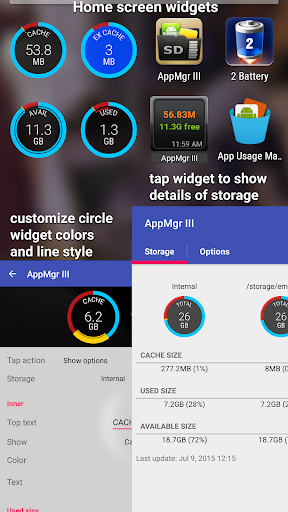 Home screen widgets
CACHE
53.8
MB
EX CACHE
3
MB
SD
AppMgr III
2
2 Battery
AVAIL
11.3
GB
USED
1.3
GB
56.83M
11.3G free
11:59 AM
AppMgr III
App Usage Ma..
tap widget to show
details of storage
customize circle
widget colors
and line style
AppMgr III
Storage
Options
AppMgr III
CACHE
6.2
GB
Internal
/storage/em
TOTAL
26
GB
TOTAL
26
GB
Tap action
Show options
Storage
Internal
Inner
Top text
CACH
Show
Ca
Color
Text
Used size
CACHE SIZE
277.2MB (1%)
0MB (0%)
USED SIZE
7.2GB (28%)
7.2GB (2
AVAILABLE SIZE
18.7GB (72%)
18.7GB (7
Last update: Jul 9, 2015 12:15